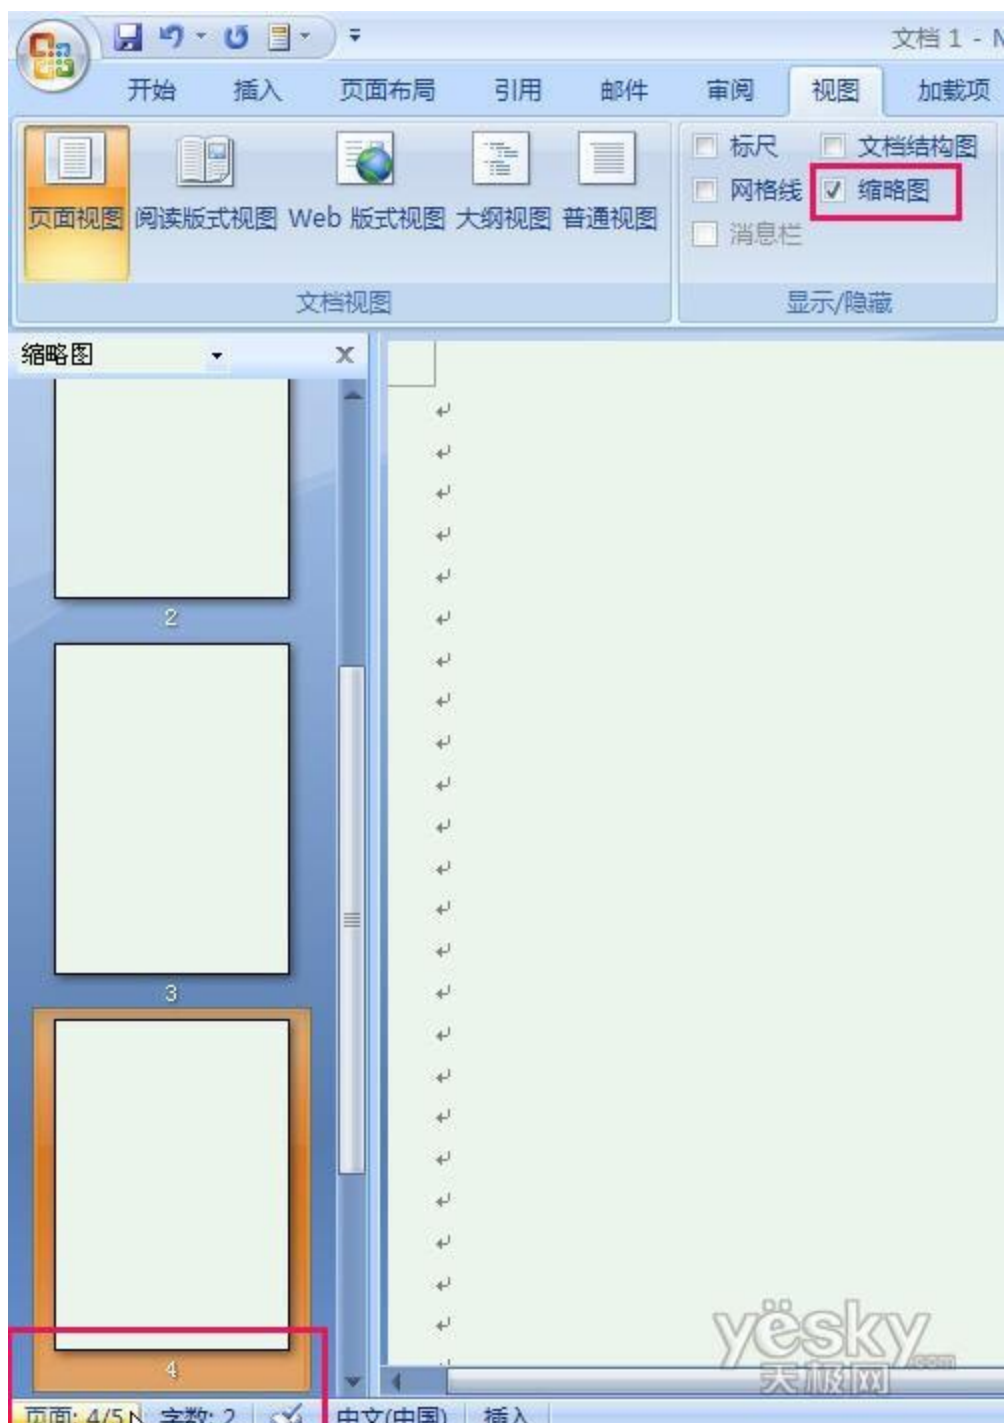 文档 1 - N
开始 插入 页面布局 引用 邮件 审阅 视图 加载项
标尺 文档结构图
网格线 缩略图
消息栏
页面视图 阅读版式视图 Web 版式视图 大纲视图 普通视图
文档视图 显示/隐藏
缩略图
2
3
4
yësky
天极网 .com
页面: 4/5 字数: 2 中文(中国) 插入